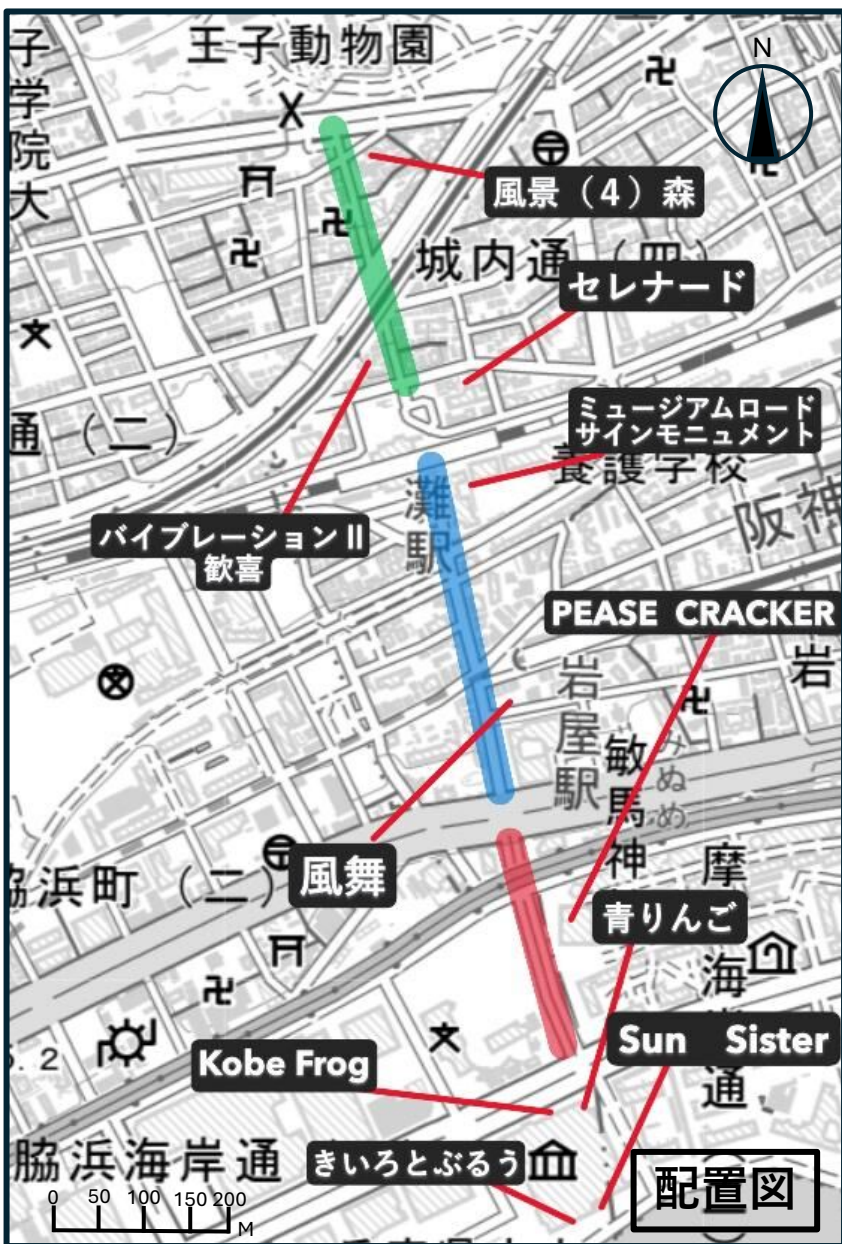 王子動物園
子学院大
N
風景（4）森
城内通（四）
セレナード
ミュージアムロード
サインモニュメント
通（二）
養護学校
灘駅
阪神
バイブレーションⅡ
歓喜
PEASE CRACKER
岩
岩屋駅
敏馬神
みぬめ
風舞
脇浜町（二）
青りんご
摩
海岸通
Sun Sister
5.2
Kobe Frog
脇浜海岸通
きいろとぶるう
配置図
0 50 100 150 200
M